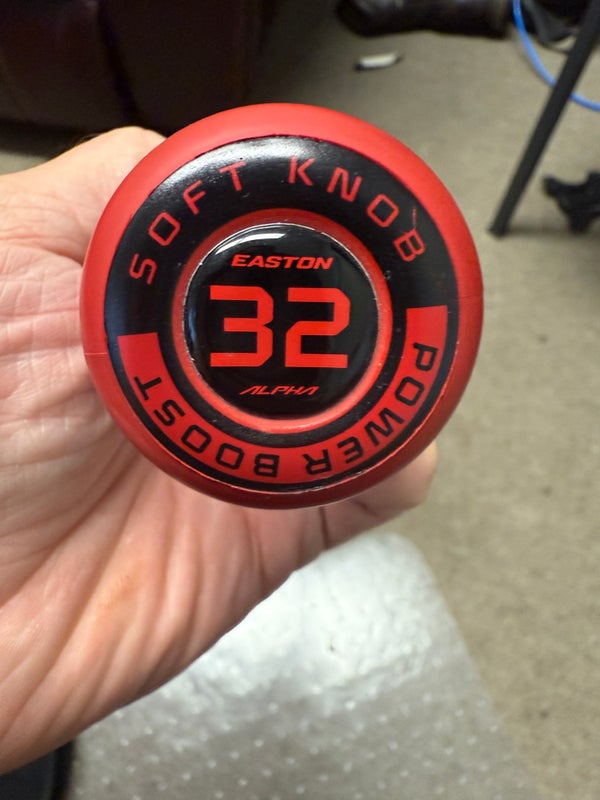 SOFT KNOB
EASTON
32
ALPHA
POWER BOOST